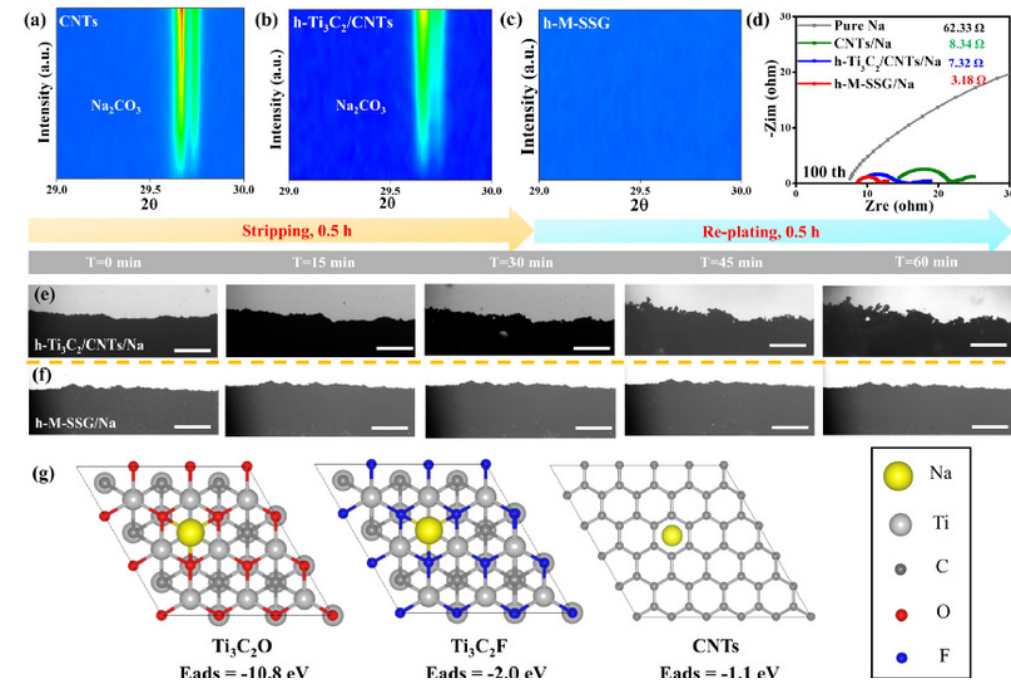 (a) CNTs
Intensity (a.u.)
Na₂CO₃
29.0 29.5 30.0
2θ
(b) h-Ti₃C₂/CNTs
Intensity (a.u.)
Na₂CO₃
29.0 29.5 30.0
2θ
(c) h-M-SSG
Intensity (a.u.)
29.0 29.5 30.0
2θ
(d)
-Zim (ohm)
30
20
10
0
Pure Na 62.33 Ω
CNTs/Na 8.34 Ω
h-Ti₃C₂/CNTs/Na 7.32 Ω
h-M-SSG/Na 3.18 Ω
100 th
0 10 20 30
Zre (ohm)
Stripping, 0.5 h Re-plating, 0.5 h
T=0 min T=15 min T=30 min T=45 min T=60 min
(e)
h-Ti₃C₂/CNTs/Na
(f)
h-M-SSG/Na
(g)
Ti₃C₂O
Eads = -10.8 eV
Ti₃C₂F
Eads = -2.0 eV
CNTs
Eads = -1.1 eV
Na
Ti
C
O
F